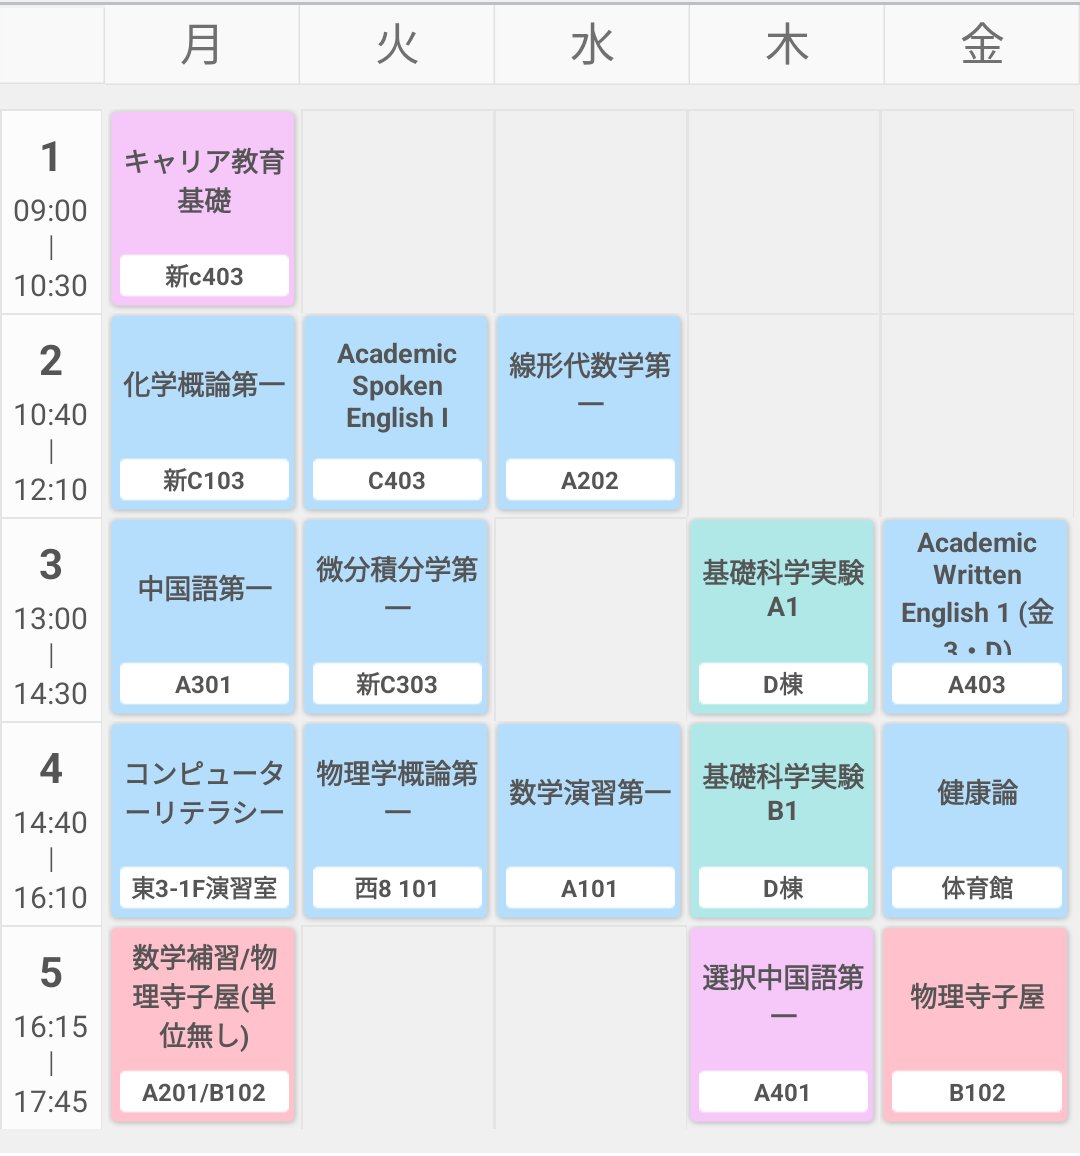 月 火 水 木 金
1
09:00
|
10:30
キャリア教育
基礎
新c403
2
10:40
|
12:10
化学概論第一
新C103
Academic
Spoken
English I
C403
線形代数学第
一
A202
3
13:00
|
14:30
中国語第一
A301
微分積分学第
一
新C303
基礎科学実験
A1
D棟
Academic
Written
English 1 (金
3・D)
A403
4
14:40
|
16:10
コンピュータ
ーリテラシー
東3-1F演習室
物理学概論第
一
西8 101
数学演習第一
A101
基礎科学実験
B1
D棟
健康論
体育館
5
16:15
|
17:45
数学補習/物
理寺子屋(単
位無し)
A201/B102
選択中国語第
一
A401
物理寺子屋
B102